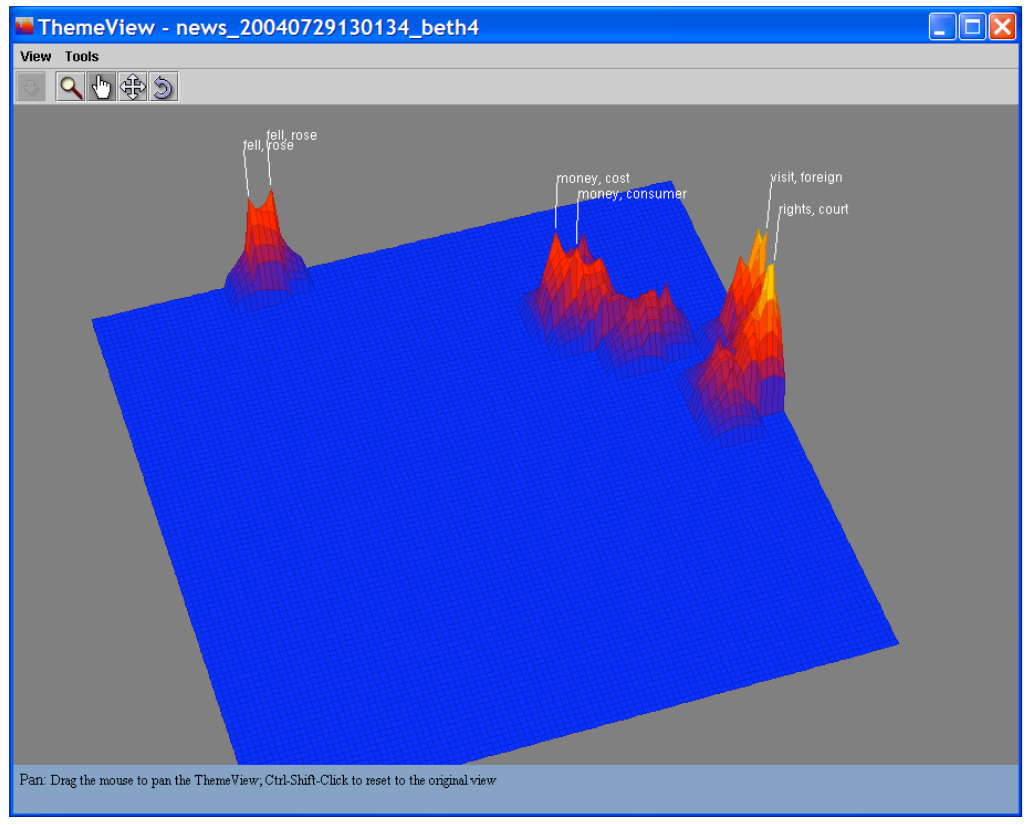 ThemeView - news_20040729130134_beth4
View Tools
fell, rose
fell, rose
money, cost
money, consumer
visit, foreign
rights, court
Pan: Drag the mouse to pan the ThemeView; Ctrl-Shift-Click to reset to the original view